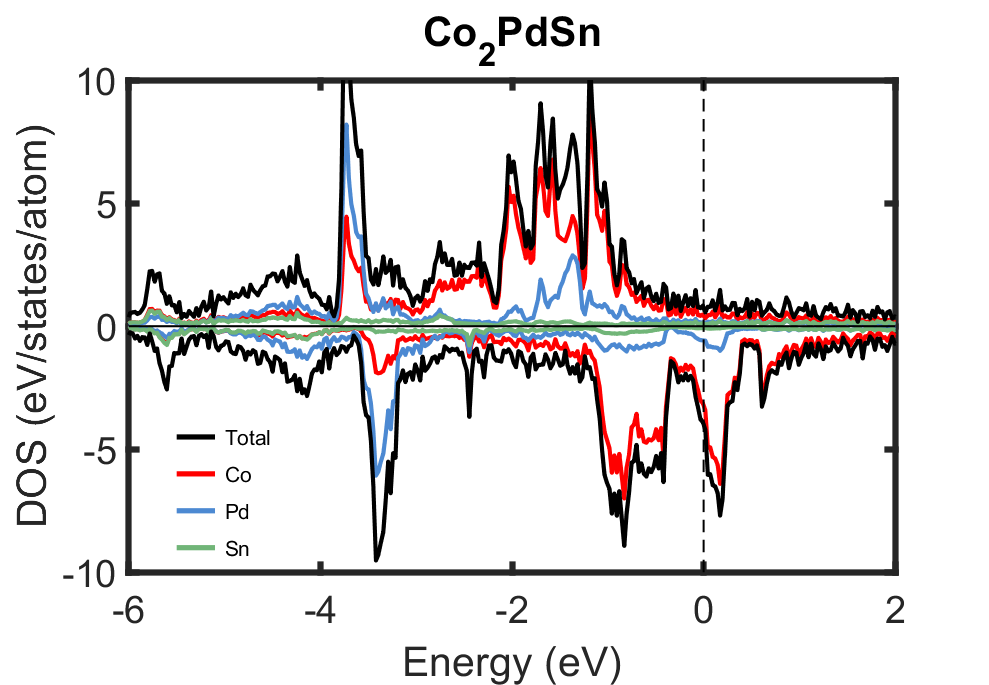 Co₂PdSn
10
5
0
-5
-10
DOS (eV/states/atom)
Total
Co
Pd
Sn
-6 -4 -2 0 2
Energy (eV)